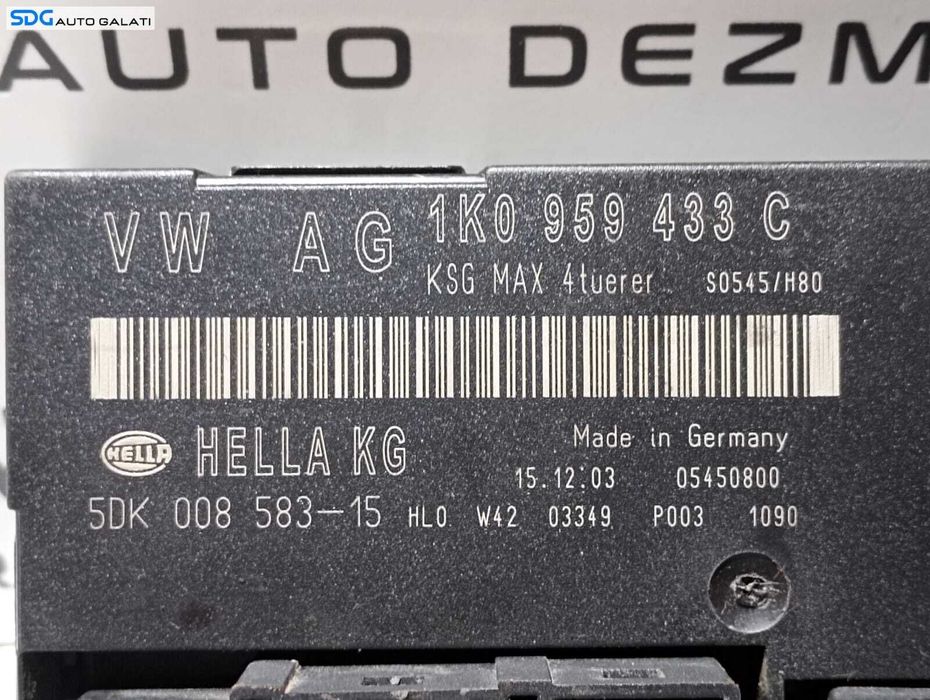 SDG AUTO GALATI
AUTO DEZM
VW AG 1K0 959 433 C
KSG MAX 4tuerer S0545/H80
HELLA HELLA KG Made in Germany
15.12.03 05450800
5DK 008 583-15 HL0 W42 03349 P003 1090